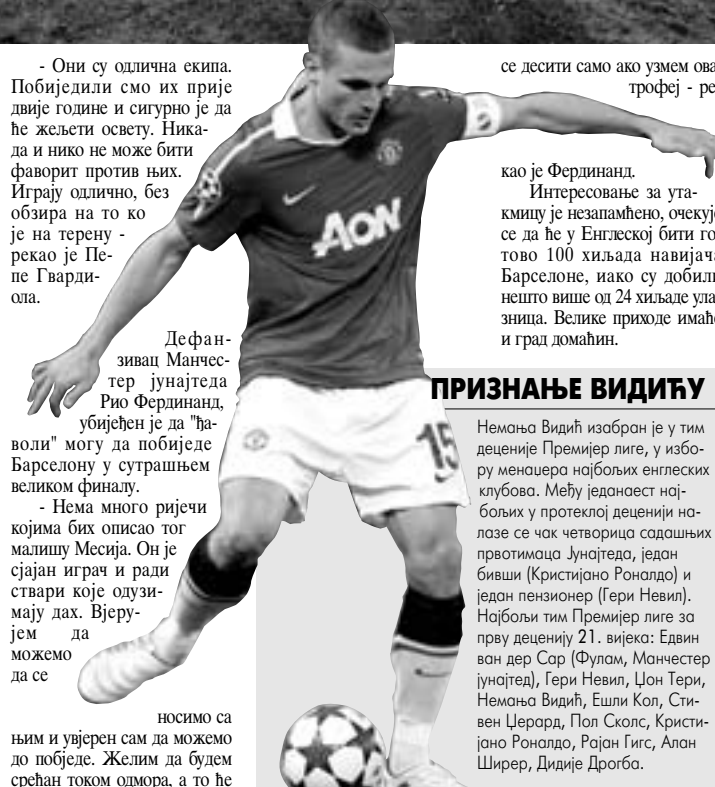 - Они су одлична екипа.
Побиједили смо их прије
двије године и сигурно је да
ће жељети освету. Ника-
да и нико не може бити
фаворит против њих.
Играју одлично, без
обзира на то ко
је на терену -
рекао је Пе-
пе Гварди-
ола.
Дефан-
зивац Манчес-
тер јунајтеда
Рио Фердинанд,
убијеђен је да "ђа-
воли" могу да побиједе
Барселону у сутрашњем
великом финалу.
- Нема много ријечи
којима бих описао тог
малишу Месија. Он је
сјајан играч и ради
ствари које одузи-
мају дах. Вјеру-
јем да
можемо
да се
носимо са
њим и увјерен сам да можемо
до побједе. Желим да будем
срећан током одмора, а то ће
се десити само ако узмем ова
трофеј - ре
као је Фердинанд.
Интересовање за ута-
кмицу је незапамћено, очекује
се да ће у Енглеској бити го
тово 100 хиљада навијача
Барселоне, иако су добили
нешто више од 24 хиљаде ула
зница. Велике приходе имаће
и град домаћин.
ПРИЗНАЊЕ ВИДИЋУ
Немања Видић изабран је у тим
деценије Премијер лиге, у избо-
ру менаџера најбољих енглеских
клубова. Међу једанаест нај-
бољих у протеклој деценији на-
лазе се чак четворица садашњих
првотимаца Јунајтеда, један
бивши (Кристијано Роналдо) и
један пензионер (Гери Невил).
Најбољи тим Премијер лиге за
прву деценију 21. вијека: Едвин
ван дер Сар (Фулам, Манчестер
јунајтед), Гери Невил, Џон Тери,
Немања Видић, Ешли Кол, Сти-
вен Џерард, Пол Сколс, Кристи-
јано Роналдо, Рајан Гигс, Алан
Ширер, Дидије Дрогба.
AON
15